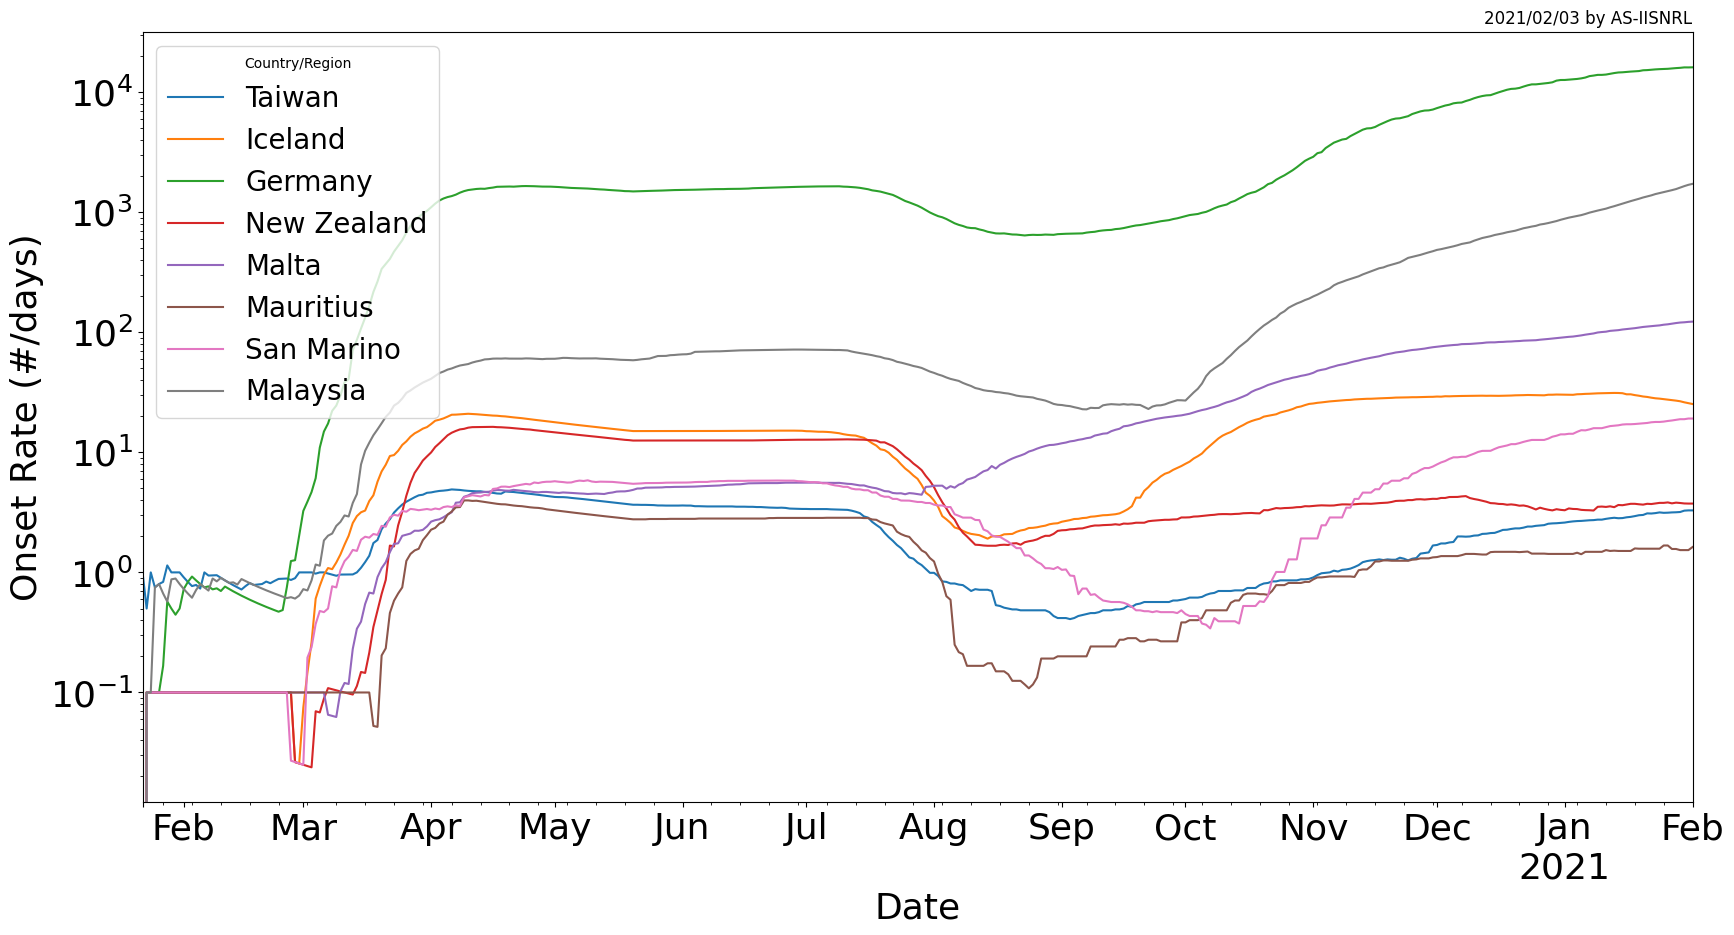 2021/02/03 by AS-IISNRL
Country/Region
Taiwan
Iceland
Germany
New Zealand
Malta
Mauritius
San Marino
Malaysia
Onset Rate (#/days)
10^4
10^3
10^2
10^1
10^0
10^−1
Feb Mar Apr May Jun Jul Aug Sep Oct Nov Dec Jan Feb
2021
Date